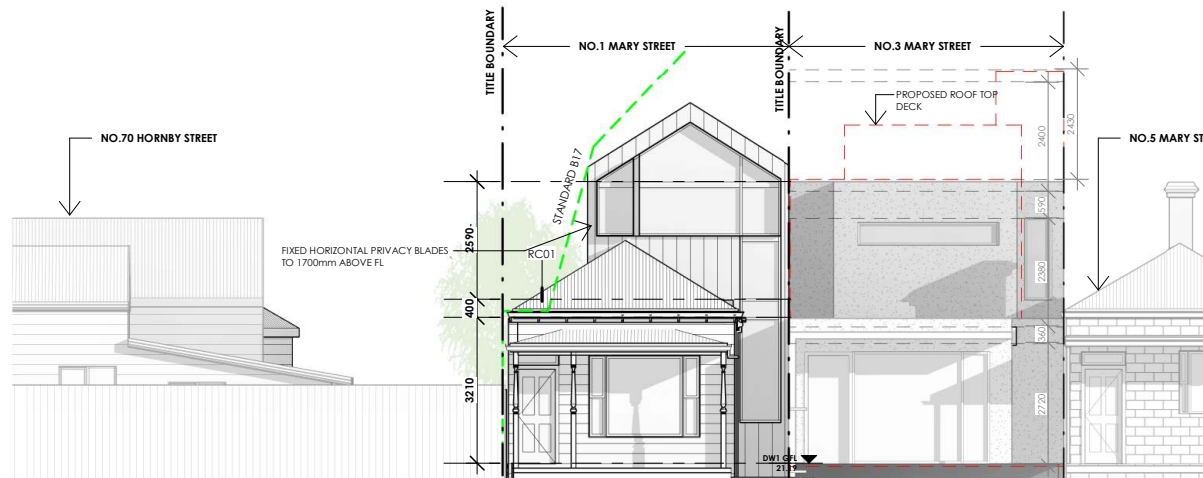 TITLE BOUNDARY
NO.1 MARY STREET
TITLE BOUNDARY
NO.3 MARY STREET
PROPOSED ROOF TOP
DECK
2400
2430
NO.70 HORNBY STREET
NO.5 MARY ST
STANDARD B17
590
2590
FIXED HORIZONTAL PRIVACY BLADES
TO 1700mm ABOVE FL
RC01
2380
400
360
3210
2720
DW1 GFL
21.19